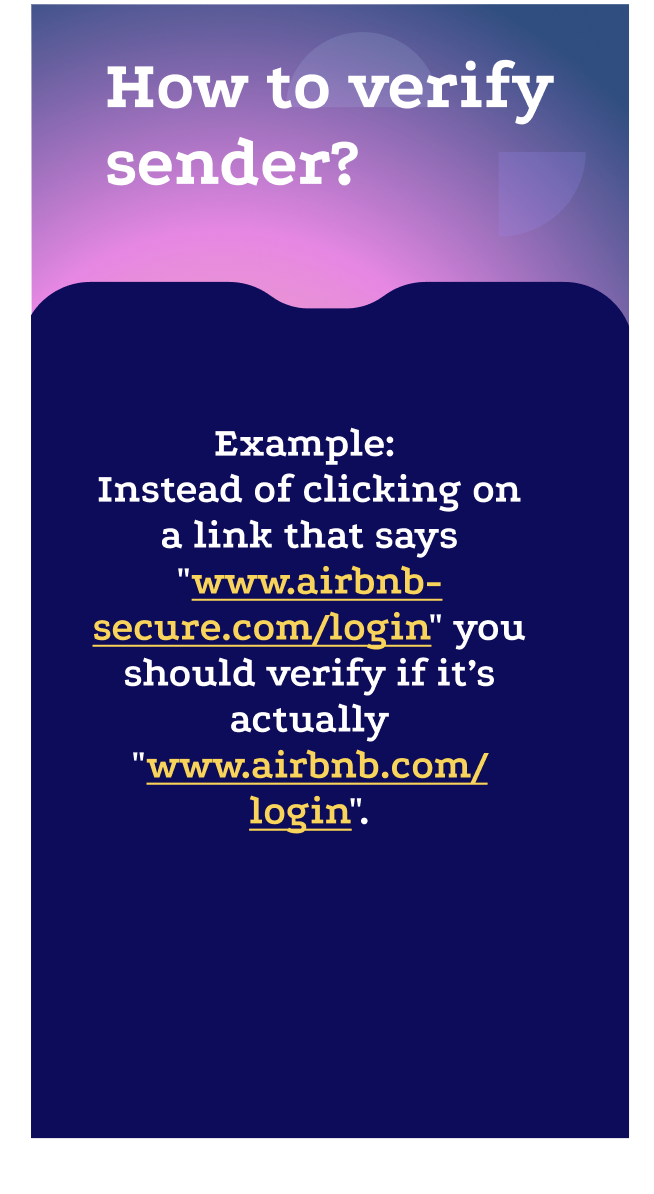 How to verify
sender?
Example:
Instead of clicking on
a link that says
"www.airbnb-
secure.com/login" you
should verify if it’s
actually
"www.airbnb.com/
login".